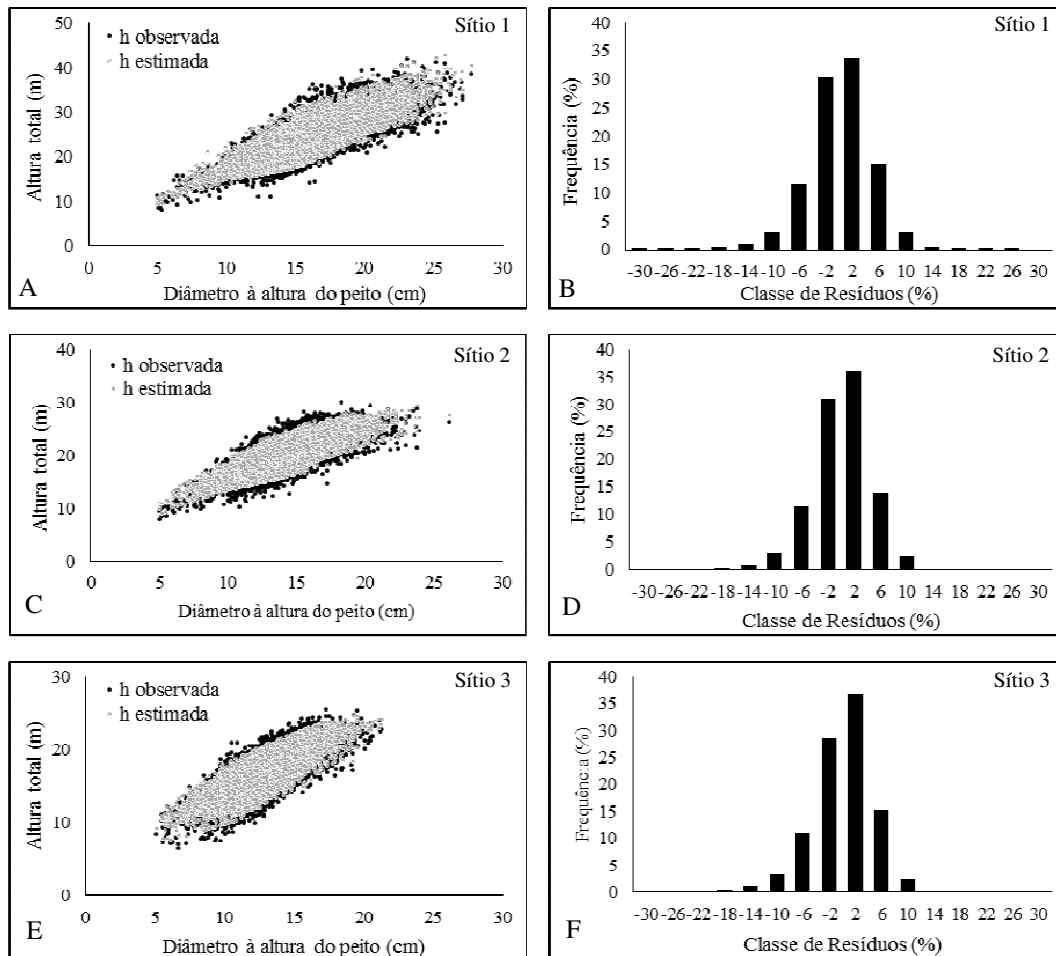 Sítio 1
• h observada
h estimada
Altura total (m)
50
40
30
20
10
0
0 5 10 15 20 25 30
Diâmetro à altura do peito (cm)
A
Sítio 1
Frequência (%)
40
35
30
25
20
15
10
5
0
-30 -26 -22 -18 -14 -10 -6 -2 2 6 10 14 18 22 26 30
Classe de Resíduos (%)
B
Sítio 2
• h observada
h estimada
Altura total (m)
40
30
20
10
0
0 5 10 15 20 25 30
Diâmetro à altura do peito (cm)
C
Sítio 2
Frequência (%)
40
35
30
25
20
15
10
5
0
-30 -26 -22 -18 -14 -10 -6 -2 2 6 10 14 18 22 26 30
Classe de Resíduos (%)
D
Sítio 3
• h observada
h estimada
Altura total (m)
30
20
10
0
0 5 10 15 20 25 30
Diâmetro à altura do peito (cm)
E
Sítio 3
Frequência (%)
40
35
30
25
20
15
10
5
0
-30 -26 -22 -18 -14 -10 -6 -2 2 6 10 14 18 22 26 30
Classe de Resíduos (%)
F